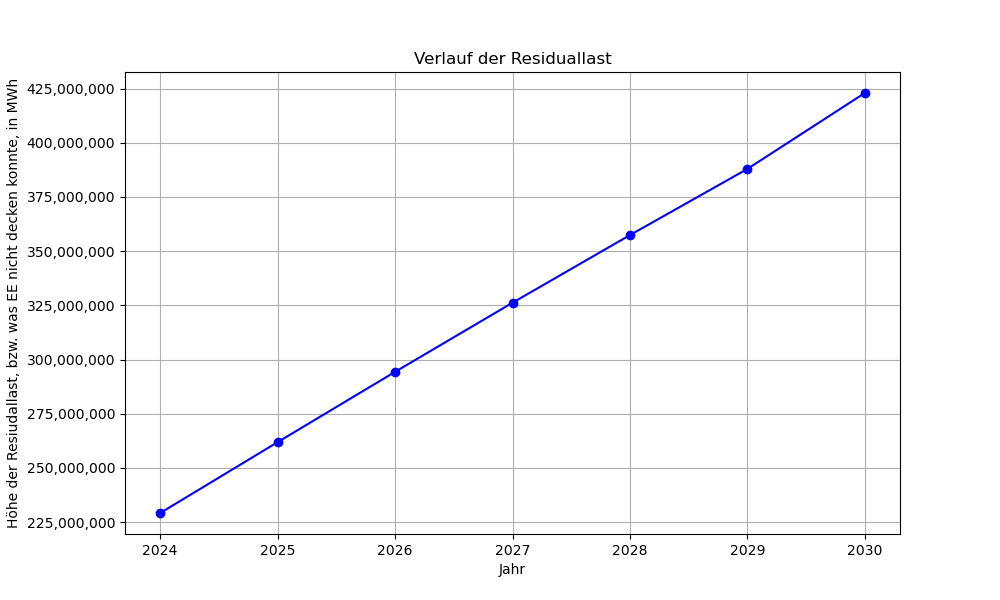 Verlauf der Residuallast
Höhe der Resiudallast, bzw. was EE nicht decken konnte, in MWh
425,000,000
400,000,000
375,000,000
350,000,000
325,000,000
300,000,000
275,000,000
250,000,000
225,000,000
2024 2025 2026 2027 2028 2029 2030
Jahr